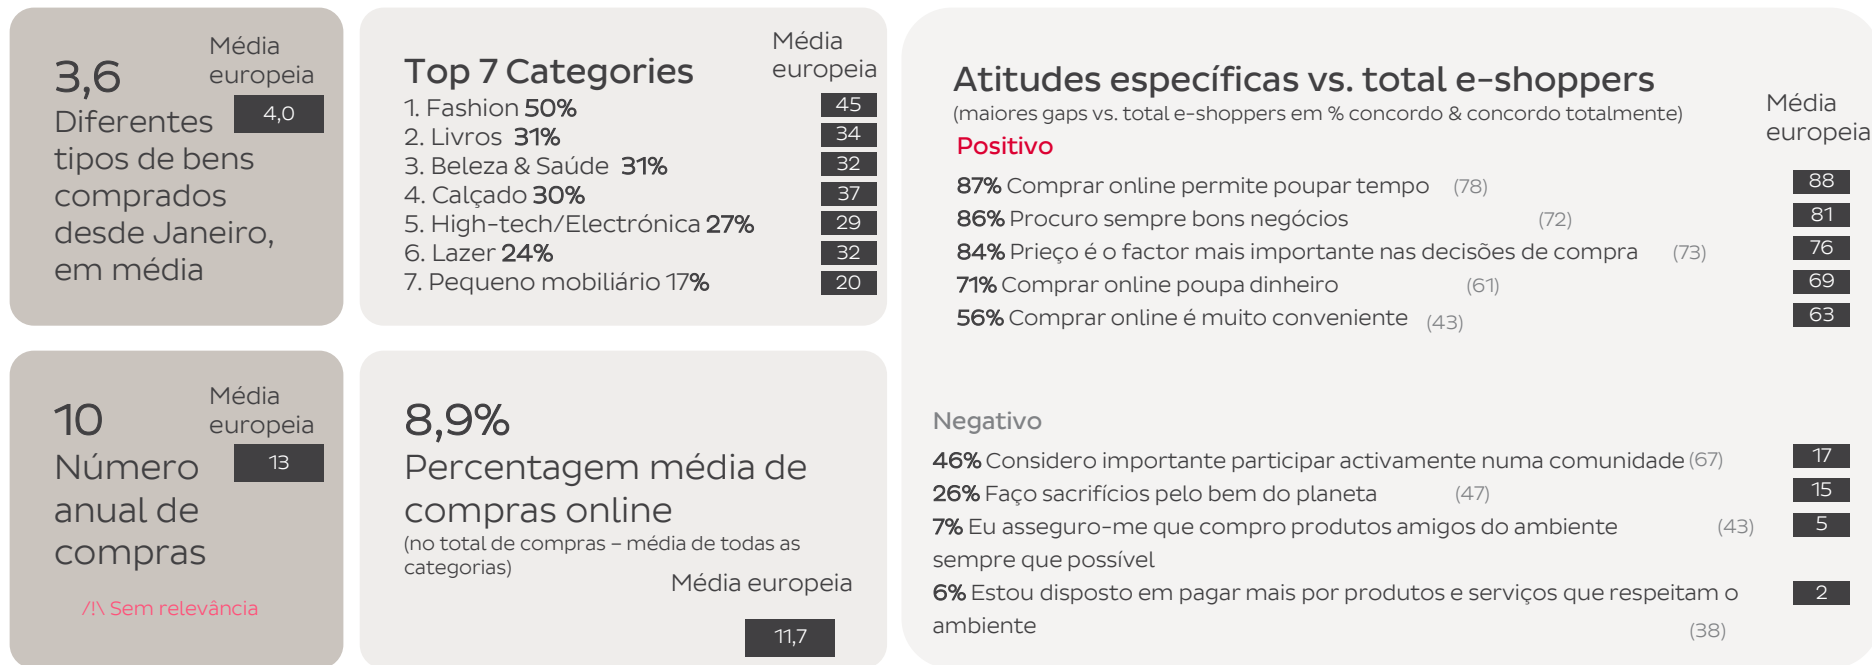 3,6
Média
europeia
4,0
Diferentes
tipos de bens
comprados
desde Janeiro,
em média
Top 7 Categories
Média
europeia
1. Fashion 50% 45
2. Livros 31% 34
3. Beleza & Saúde 31% 32
4. Calçado 30% 37
5. High-tech/Electrónica 27% 29
6. Lazer 24% 32
7. Pequeno mobiliário 17% 20
10
Média
europeia
13
Número
anual de
compras
/!\ Sem relevância
8,9%
Percentagem média de
compras online
(no total de compras – média de todas as
categorias)
Média europeia
11,7
Atitudes específicas vs. total e-shoppers
(maiores gaps vs. total e-shoppers em % concordo & concordo totalmente)
Média
europeia
Positivo
87% Comprar online permite poupar tempo (78) 88
86% Procuro sempre bons negócios (72) 81
84% Prieço é o factor mais importante nas decisões de compra (73) 76
71% Comprar online poupa dinheiro (61) 69
56% Comprar online é muito conveniente (43) 63
Negativo
46% Considero importante participar activamente numa comunidade (67) 17
26% Faço sacrifícios pelo bem do planeta (47) 15
7% Eu asseguro-me que compro produtos amigos do ambiente (43) 5
sempre que possível
6% Estou disposto em pagar mais por produtos e serviços que respeitam o 2
ambiente
(38)